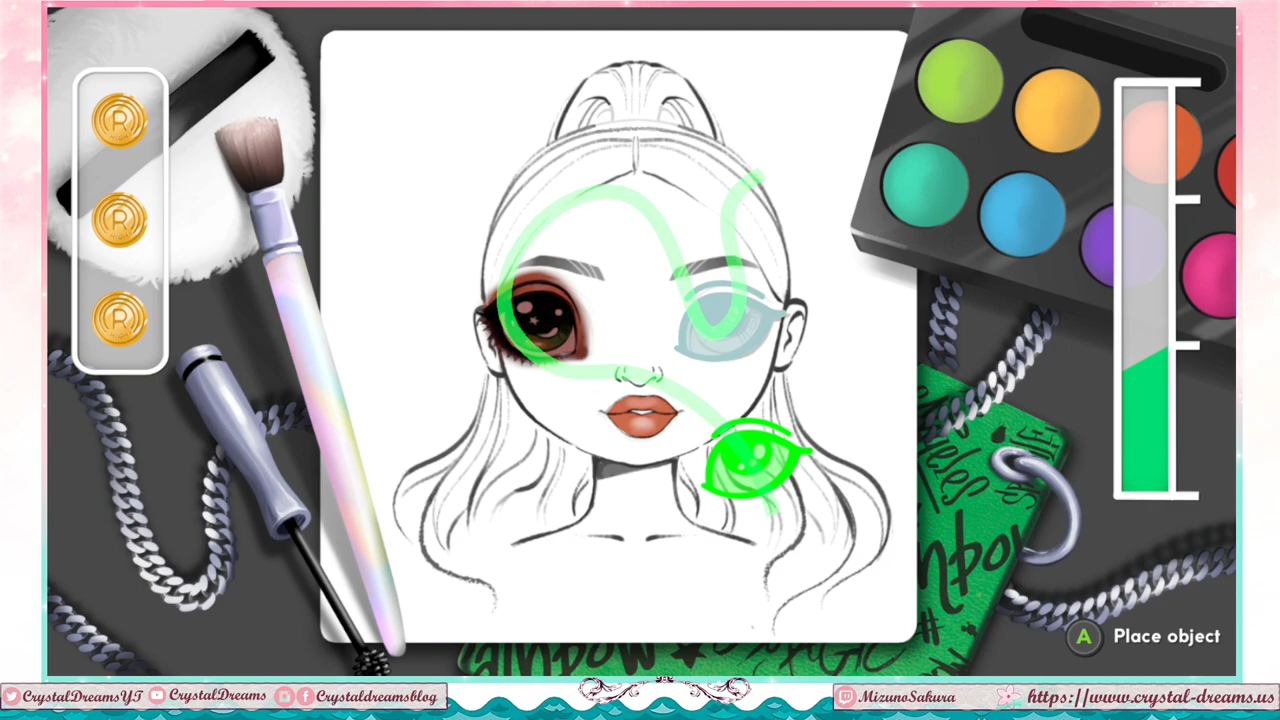 R
R
R
A Place object
CrystalDreamsYT CrystalDreams Crystaldreamsblog MizunoSakura https://www.crystal-dreams.us